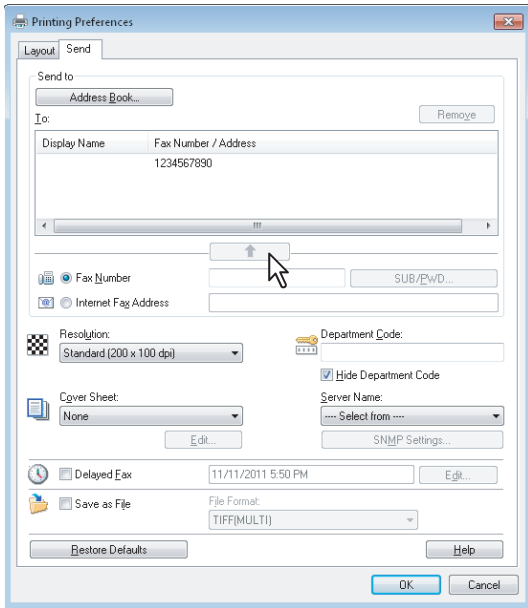 Printing Preferences
Layout Send
Send to
Address Book...
To:
Remove
Display Name Fax Number / Address
1234567890
Fax Number SUB/PWD...
Internet Fax Address
Resolution:
Standard (200 x 100 dpi)
Department Code:
Hide Department Code
Cover Sheet:
None
Edit...
Server Name:
---- Select from ----
SNMP Settings...
Delayed Fax 11/11/2011 5:50 PM Edit...
Save as File
File Format:
TIFF(MULTI)
Restore Defaults Help
OK Cancel